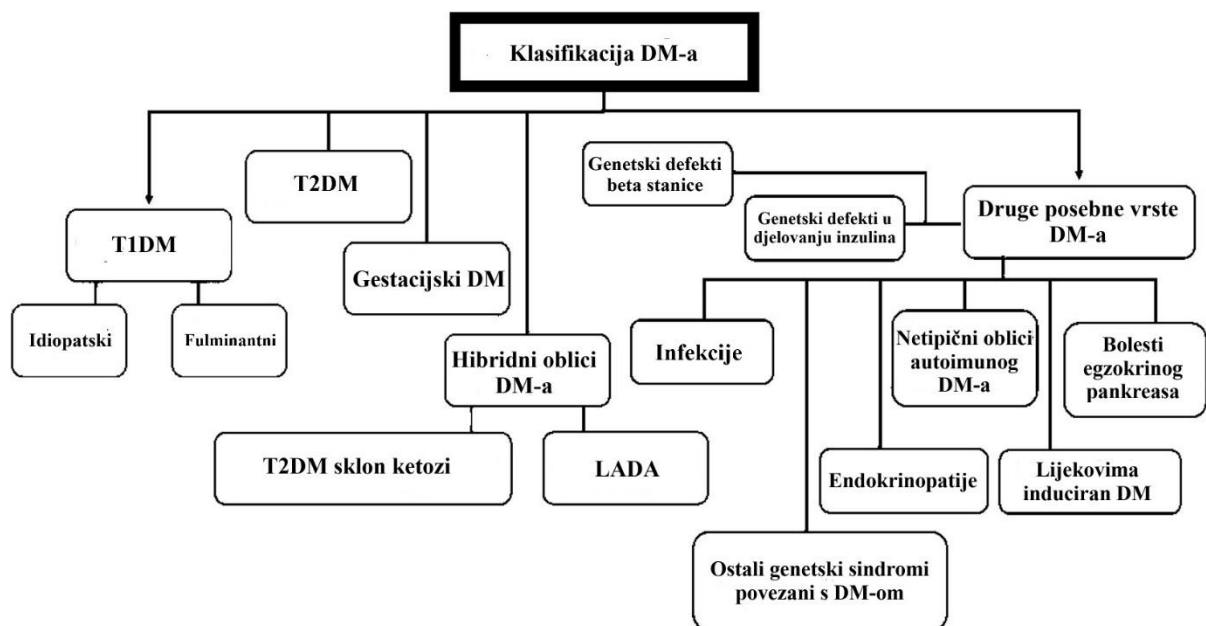 Klasifikacija DM-a
T2DM
Genetski defekti
beta stanice
T1DM
Genetski defekti u
djelovanju inzulina
Druge posebne vrste
DM-a
Gestacijski DM
Idiopatski
Fulminantni
Hibridni oblici
DM-a
Infekcije
Netipični oblici
autoimunog
DM-a
Bolesti
egzokrinog
pankreasa
T2DM sklon ketozi
LADA
Endokrinopatije
Lijekovima
induciran DM
Ostali genetski sindromi
povezani s DM-om